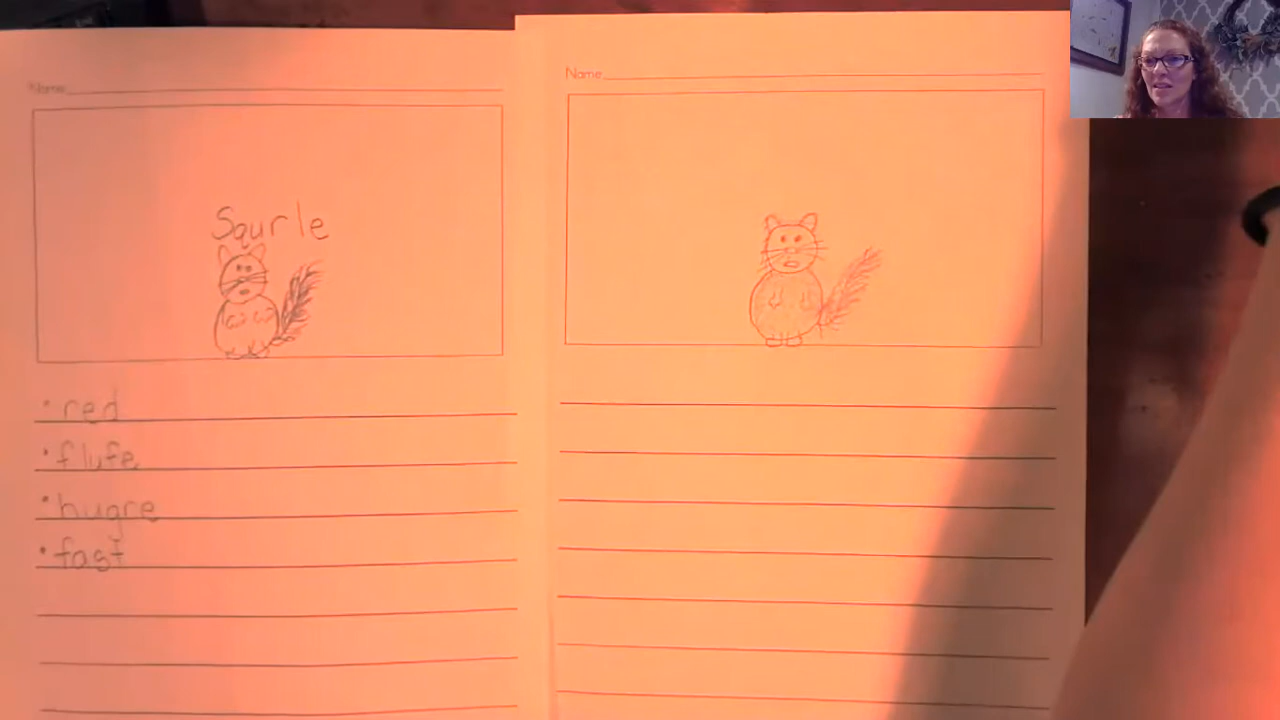 Name
Name
Squrle
• red
• flufe
• hugre
• fast